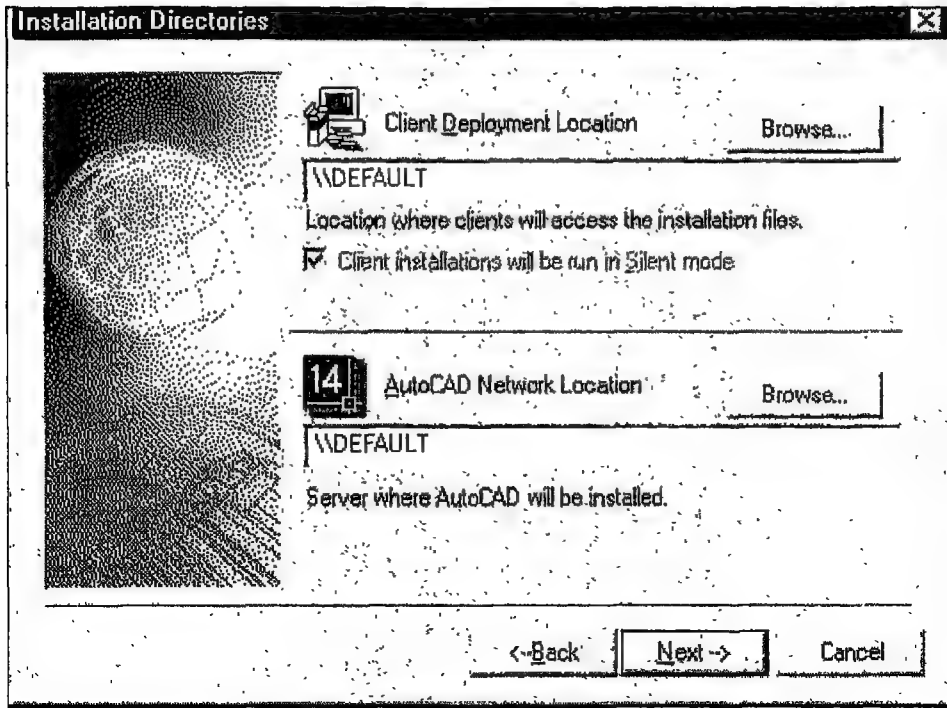 Installation Directories
Client Deployment Location
Browse...
\\DEFAULT
Location where clients will access the installation files.
Client installations will be run in Silent mode
14
AutoCAD Network Location
Browse...
\\DEFAULT
Server where AutoCAD will be installed.
<--Back
Next-->
Cancel